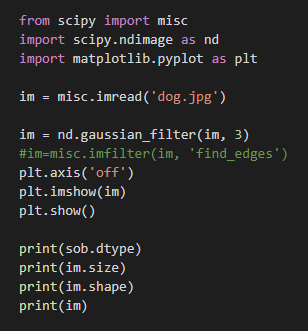 from scipy import misc
import scipy.ndimage as nd
import matplotlib.pyplot as plt
im = misc.imread('dog.jpg')
im = nd.gaussian_filter(im, 3)
#im=misc.imfilter(im, 'find_edges')
plt.axis('off')
plt.imshow(im)
plt.show()
print(sob.dtype)
print(im.size)
print(im.shape)
print(im)